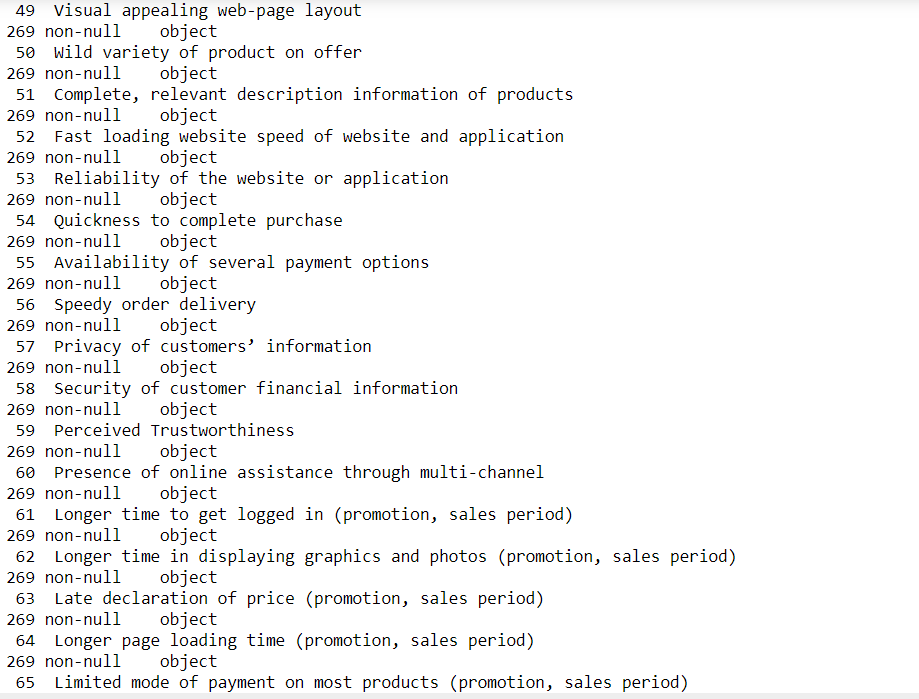 49 Visual appealing web-page layout
269 non-null object
50 Wild variety of product on offer
269 non-null object
51 Complete, relevant description information of products
269 non-null object
52 Fast loading website speed of website and application
269 non-null object
53 Reliability of the website or application
269 non-null object
54 Quickness to complete purchase
269 non-null object
55 Availability of several payment options
269 non-null object
56 Speedy order delivery
269 non-null object
57 Privacy of customers’ information
269 non-null object
58 Security of customer financial information
269 non-null object
59 Perceived Trustworthiness
269 non-null object
60 Presence of online assistance through multi-channel
269 non-null object
61 Longer time to get logged in (promotion, sales period)
269 non-null object
62 Longer time in displaying graphics and photos (promotion, sales period)
269 non-null object
63 Late declaration of price (promotion, sales period)
269 non-null object
64 Longer page loading time (promotion, sales period)
269 non-null object
65 Limited mode of payment on most products (promotion, sales period)